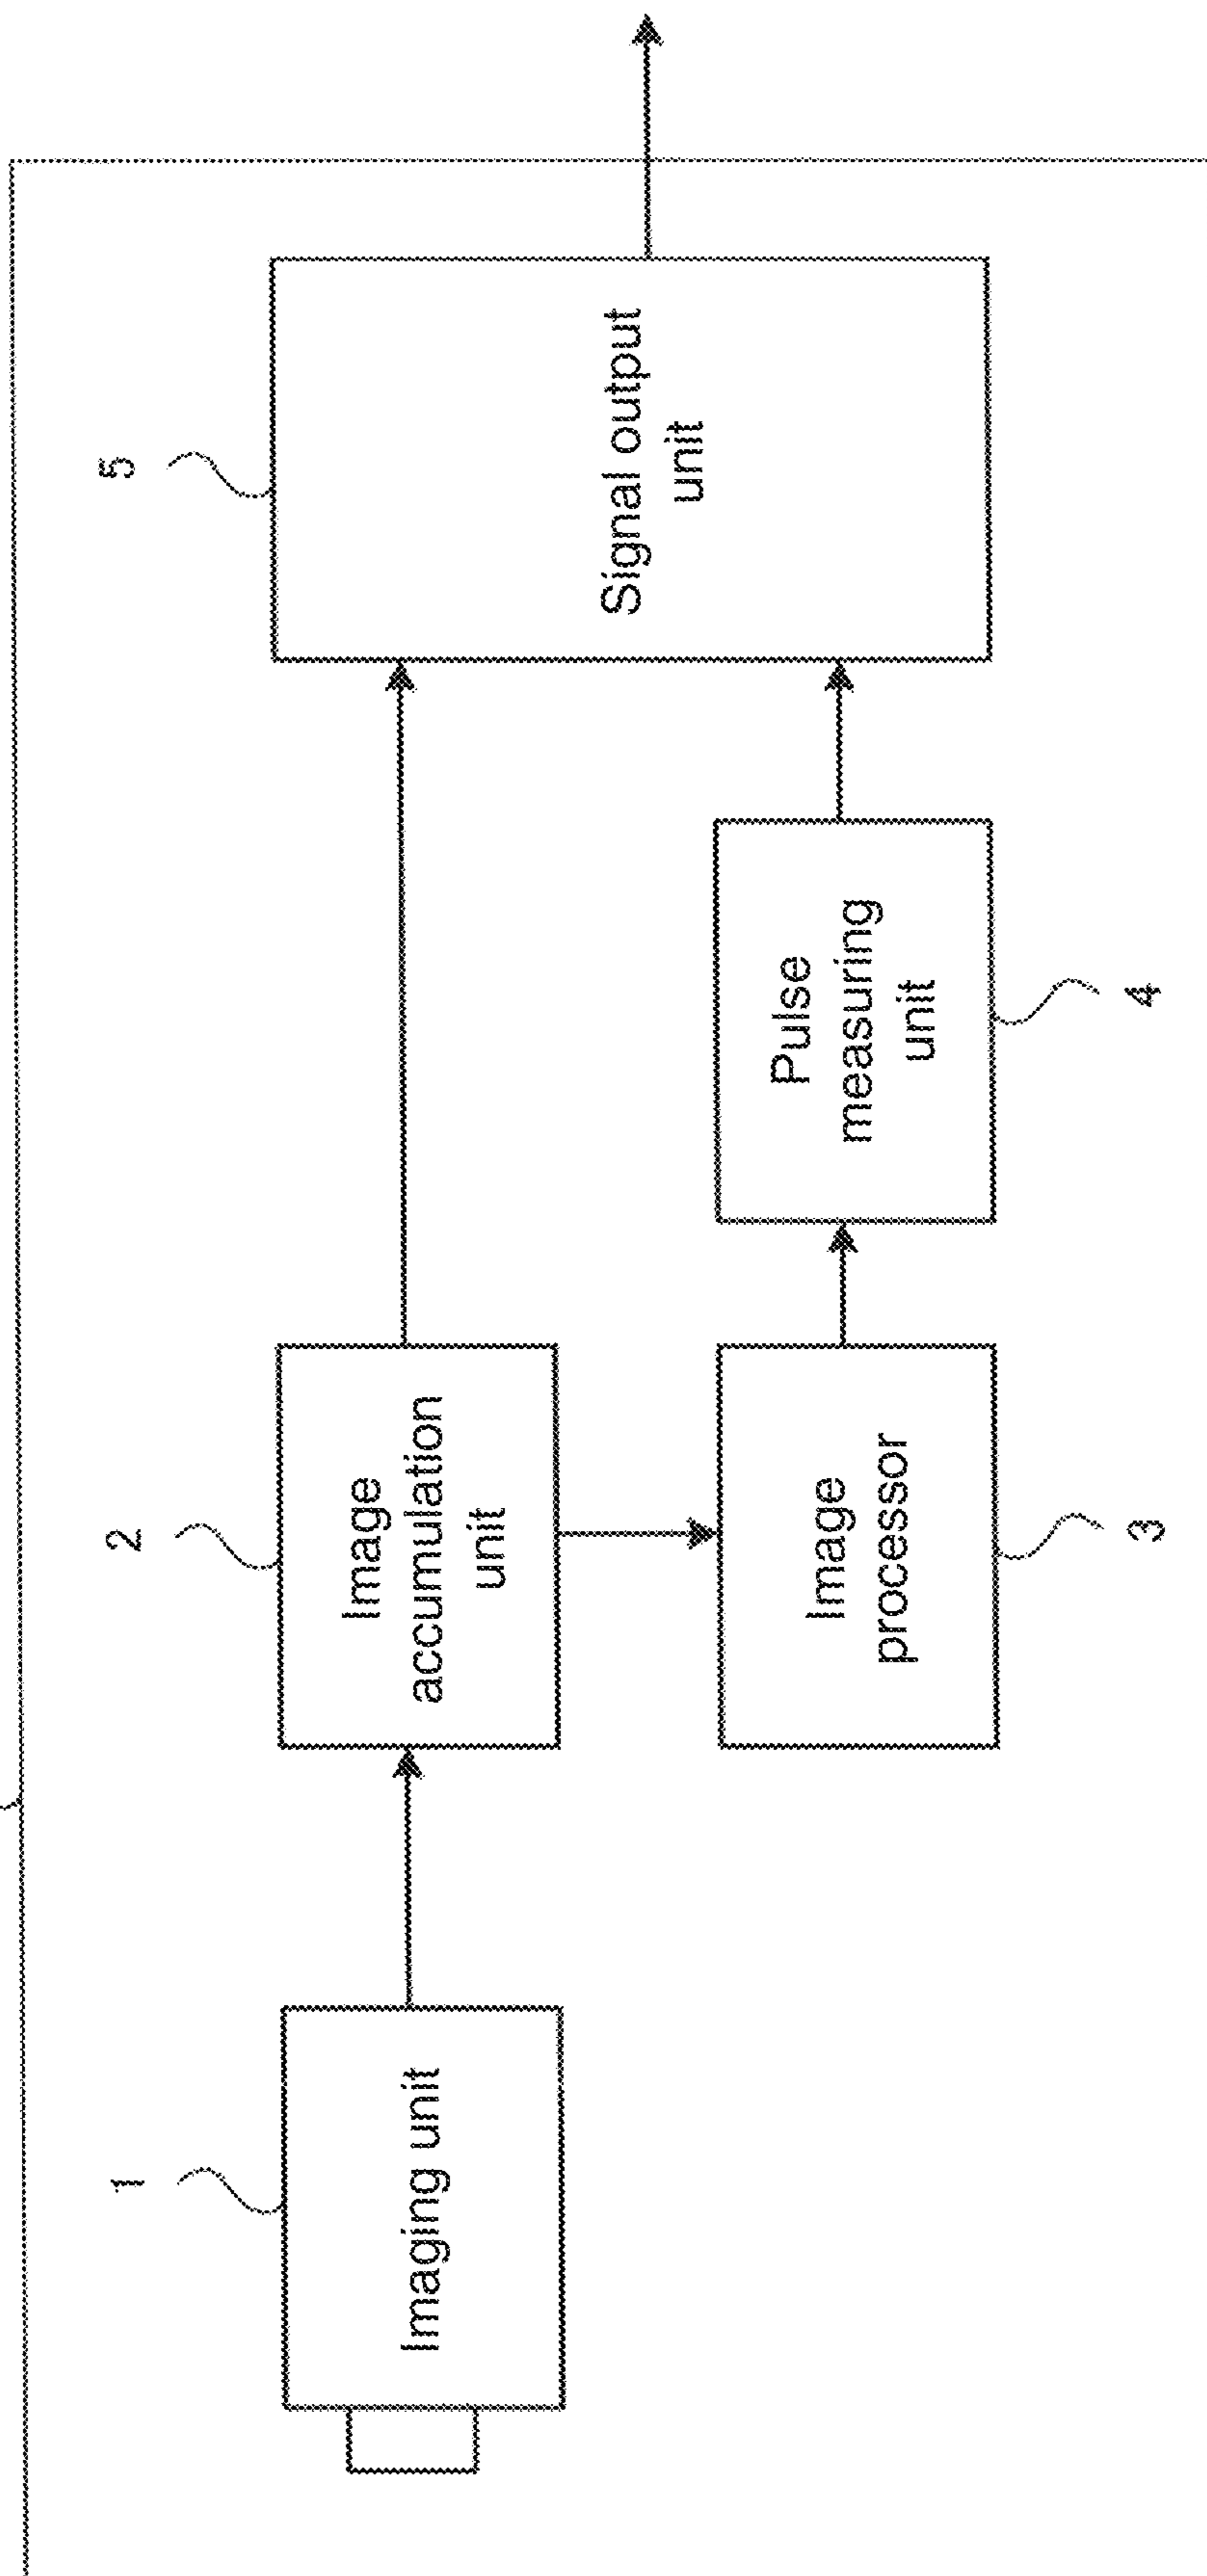 1
Imaging unit
2
Image
accumulation
unit
Image
processor
3
Pulse
measuring
unit
4
5
Signal output
unit